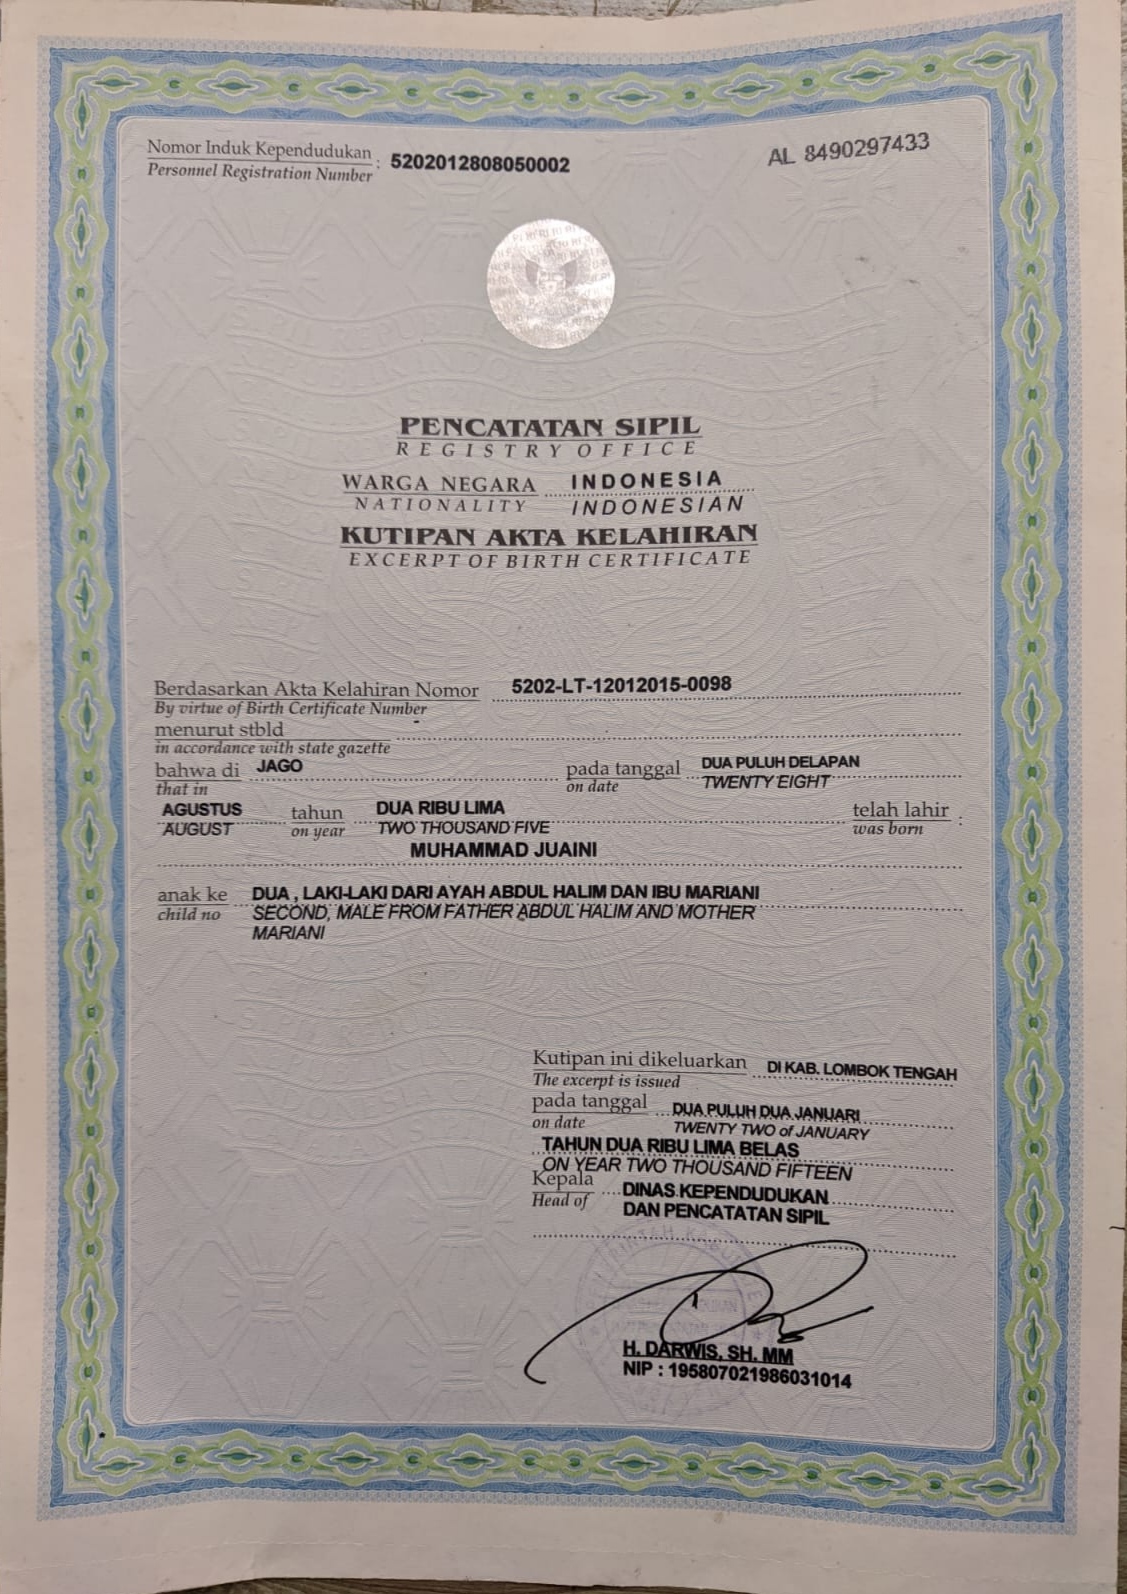 Nomor Induk Kependudukan : 5202012808050002
Personnel Registration Number
AL 8490297433
PENCATATAN SIPIL
REGISTRY OFFICE
WARGA NEGARA INDONESIA
NATIONALITY INDONESIAN
KUTIPAN AKTA KELAHIRAN
EXCERPT OF BIRTH CERTIFICATE
Berdasarkan Akta Kelahiran Nomor 5202-LT-12012015-0098
By virtue of Birth Certificate Number
menurut stbld -
in accordance with state gazette
bahwa di JAGO pada tanggal DUA PULUH DELAPAN
that in on date TWENTY EIGHT
AGUSTUS tahun DUA RIBU LIMA telah lahir :
AUGUST on year TWO THOUSAND FIVE was born
MUHAMMAD JUAINI
anak ke DUA , LAKI-LAKI DARI AYAH ABDUL HALIM DAN IBU MARIANI
child no SECOND, MALE FROM FATHER ABDUL HALIM AND MOTHER
MARIANI
Kutipan ini dikeluarkan DI KAB. LOMBOK TENGAH
The excerpt is issued
pada tanggal DUA PULUH DUA JANUARI
on date TWENTY TWO of JANUARY
TAHUN DUA RIBU LIMA BELAS
ON YEAR TWO THOUSAND FIFTEEN
Kepala DINAS KEPENDUDUKAN
Head of DAN PENCATATAN SIPIL
H. DARWIS, SH. MM
NIP : 195807021986031014